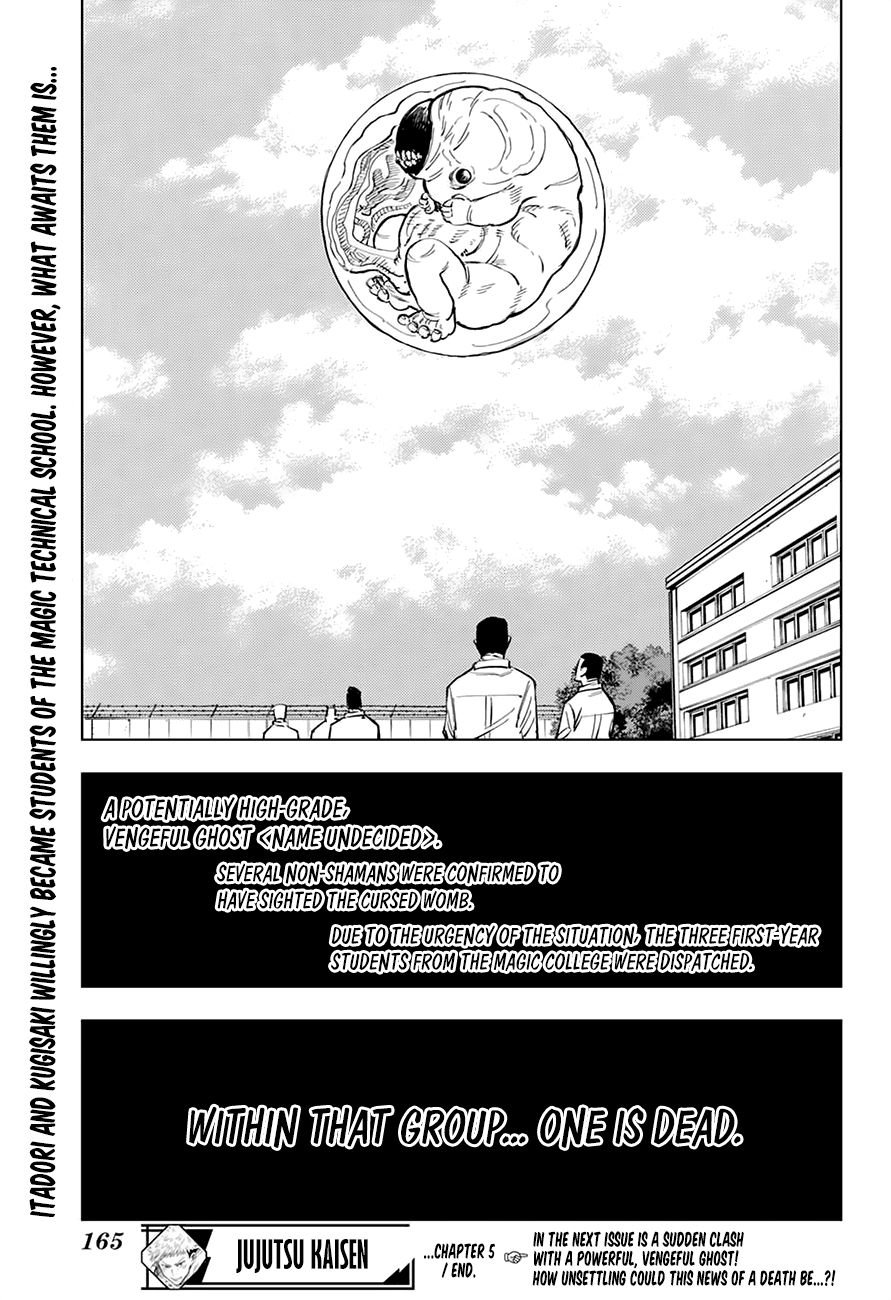 ITADORI AND KUGISAKI WILLINGLY BECAME STUDENTS OF THE MAGIC TECHNICAL SCHOOL. HOWEVER, WHAT AWAITS THEM IS...
A POTENTIALLY HIGH-GRADE,
VENGEFUL GHOST <NAME UNDECIDED>.
SEVERAL NON-SHAMANS WERE CONFIRMED TO
HAVE SIGHTED THE CURSED WOMB.
DUE TO THE URGENCY OF THE SITUATION, THE THREE FIRST-YEAR
STUDENTS FROM THE MAGIC COLLEGE WERE DISPATCHED.
WITHIN THAT GROUP... ONE IS DEAD.
165
JUJUTSU KAISEN
...CHAPTER 5
/ END.
IN THE NEXT ISSUE IS A SUDDEN CLASH
WITH A POWERFUL, VENGEFUL GHOST!
HOW UNSETTLING COULD THIS NEWS OF A DEATH BE...?!